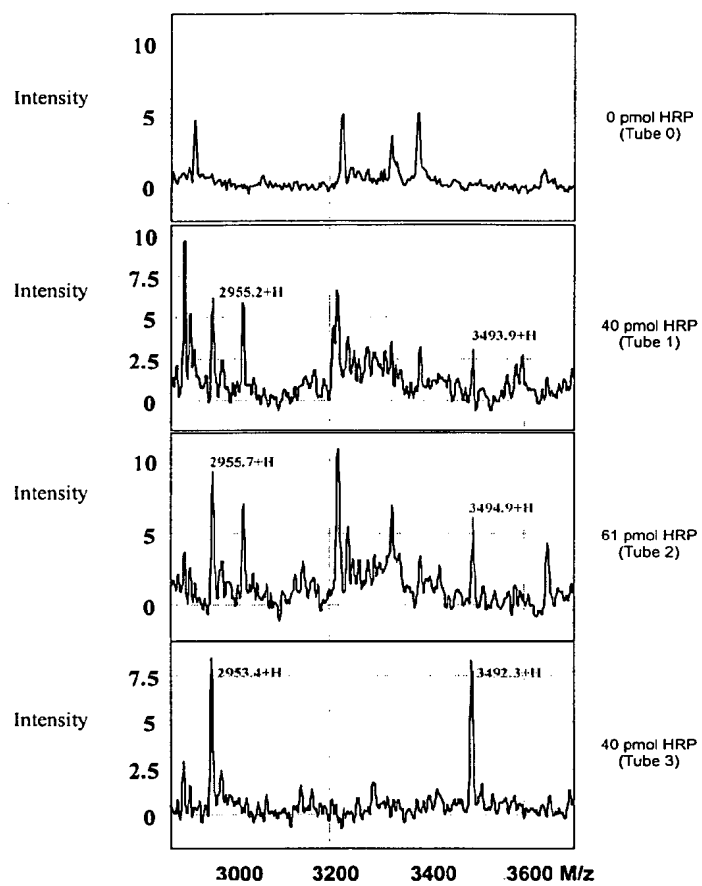 10
Intensity
5
0
0 pmol HRP
(Tube 0)
10
Intensity
7.5
2955.2+H
5
3493.9+H
2.5
0
40 pmol HRP
(Tube 1)
10
2955.7+H
Intensity
3494.9+H
5
0
61 pmol HRP
(Tube 2)
7.5
2953.4+H
3492.3+H
Intensity
5
2.5
0
40 pmol HRP
(Tube 3)
3000 3200 3400 3600 M/z